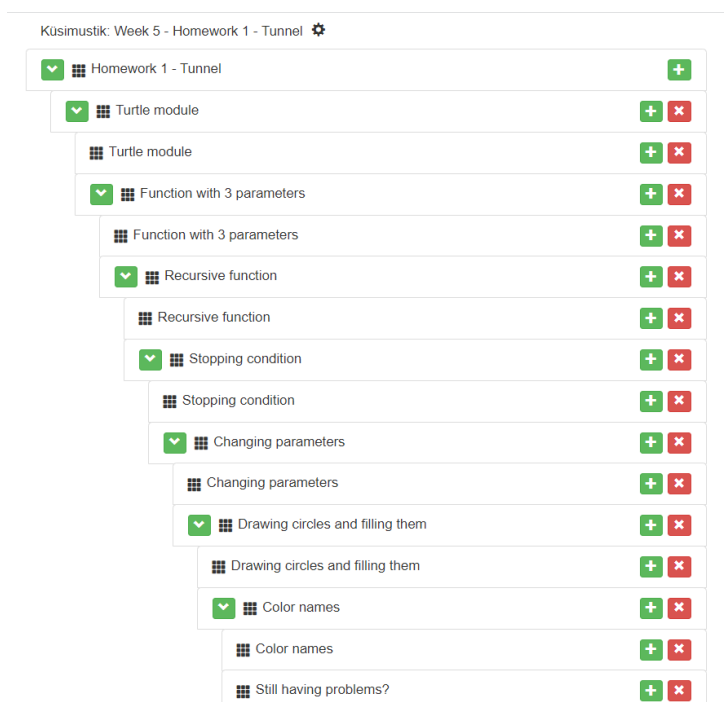 Küsimustik: Week 5 - Homework 1 - Tunnel
Homework 1 - Tunnel
Turtle module
Turtle module
Function with 3 parameters
Function with 3 parameters
Recursive function
Recursive function
Stopping condition
Stopping condition
Changing parameters
Changing parameters
Drawing circles and filling them
Drawing circles and filling them
Color names
Color names
Still having problems?